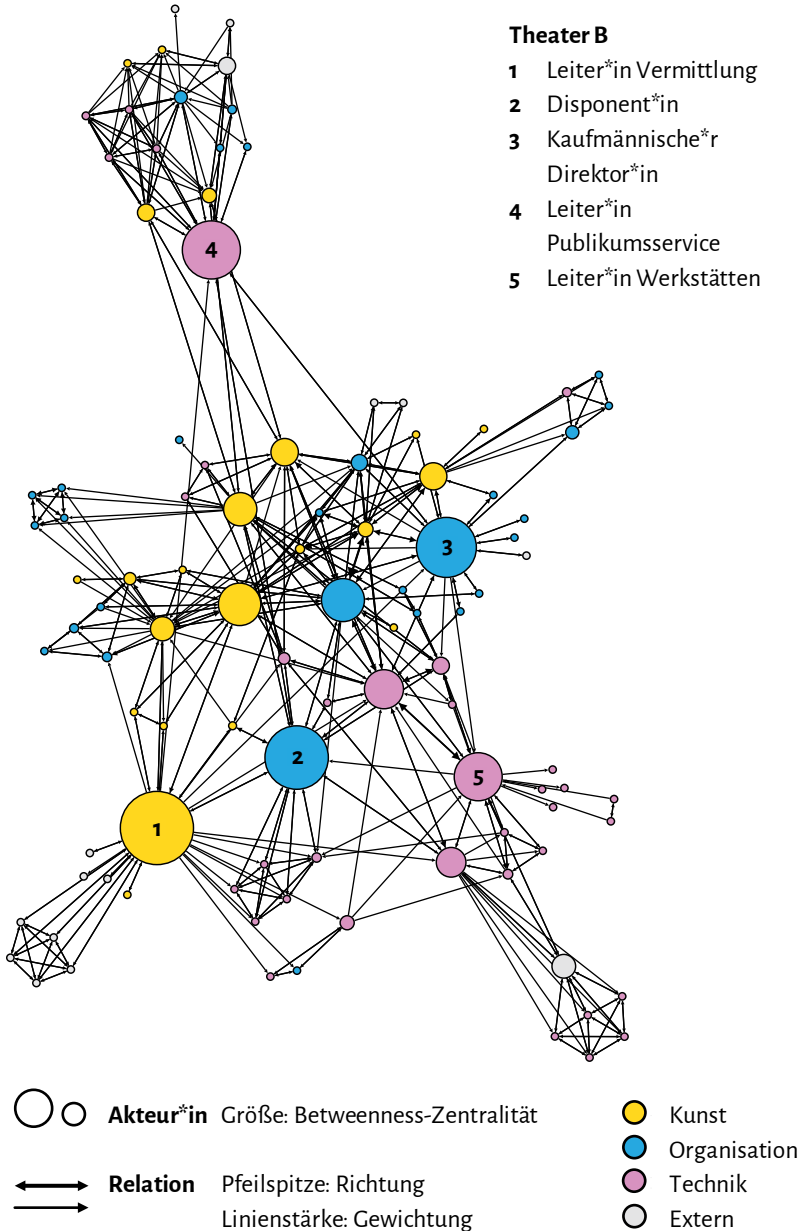 Theater B
1 Leiter*in Vermittlung
2 Disponent*in
3 Kaufmännische*r
Direktor*in
4 Leiter*in
Publikumsservice
5 Leiter*in Werkstätten
4
3
2
5
1
Akteur*in Größe: Betweenness-Zentralität
Relation Pfeilspitze: Richtung
Linienstärke: Gewichtung
Kunst
Organisation
Technik
Extern